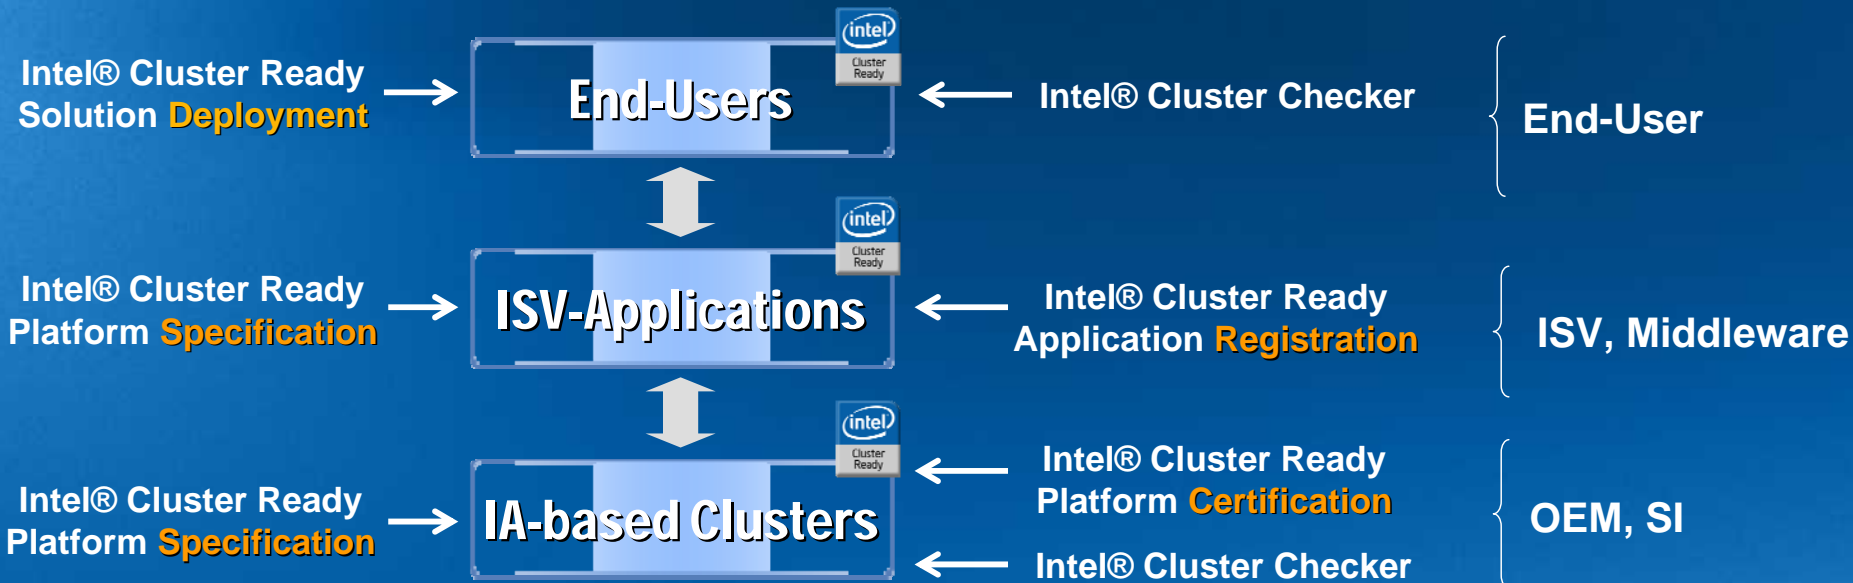 Intel® Cluster Ready
Solution Deployment
End-Users
intel
Cluster
Ready
Intel® Cluster Checker
End-User
Intel® Cluster Ready
Platform Specification
ISV-Applications
intel
Cluster
Ready
Intel® Cluster Ready
Application Registration
ISV, Middleware
Intel® Cluster Ready
Platform Specification
IA-based Clusters
intel
Cluster
Ready
Intel® Cluster Ready
Platform Certification
Intel® Cluster Checker
OEM, SI